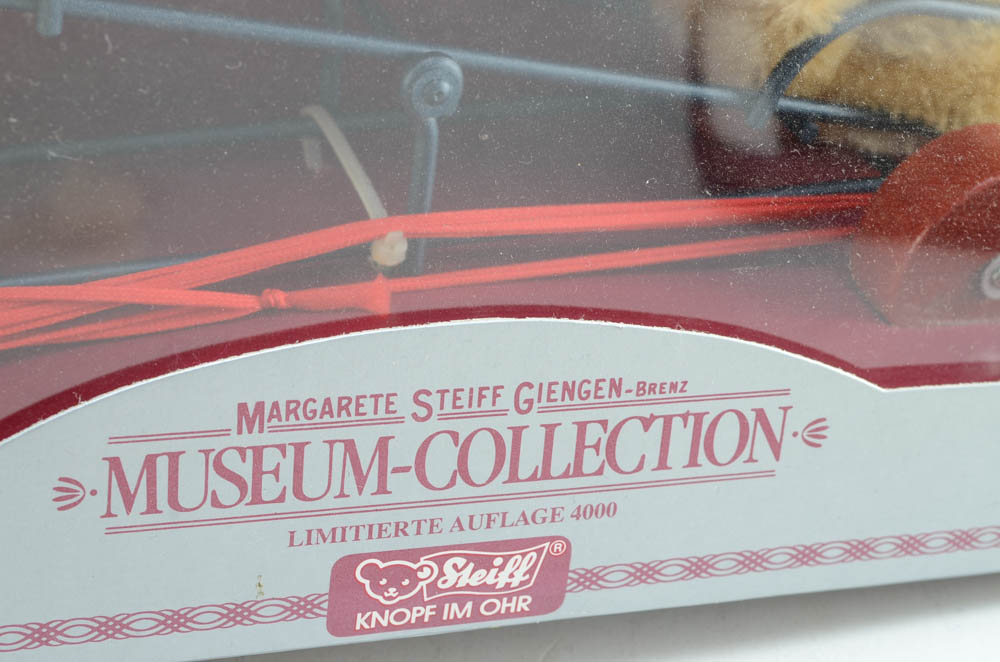 MARGARETE STEIFF GIENGEN-BRENZ
MUSEUM-COLLECTION
LIMITIERTE AUFLAGE 4000
Steiff ®
KNOPF IM OHR